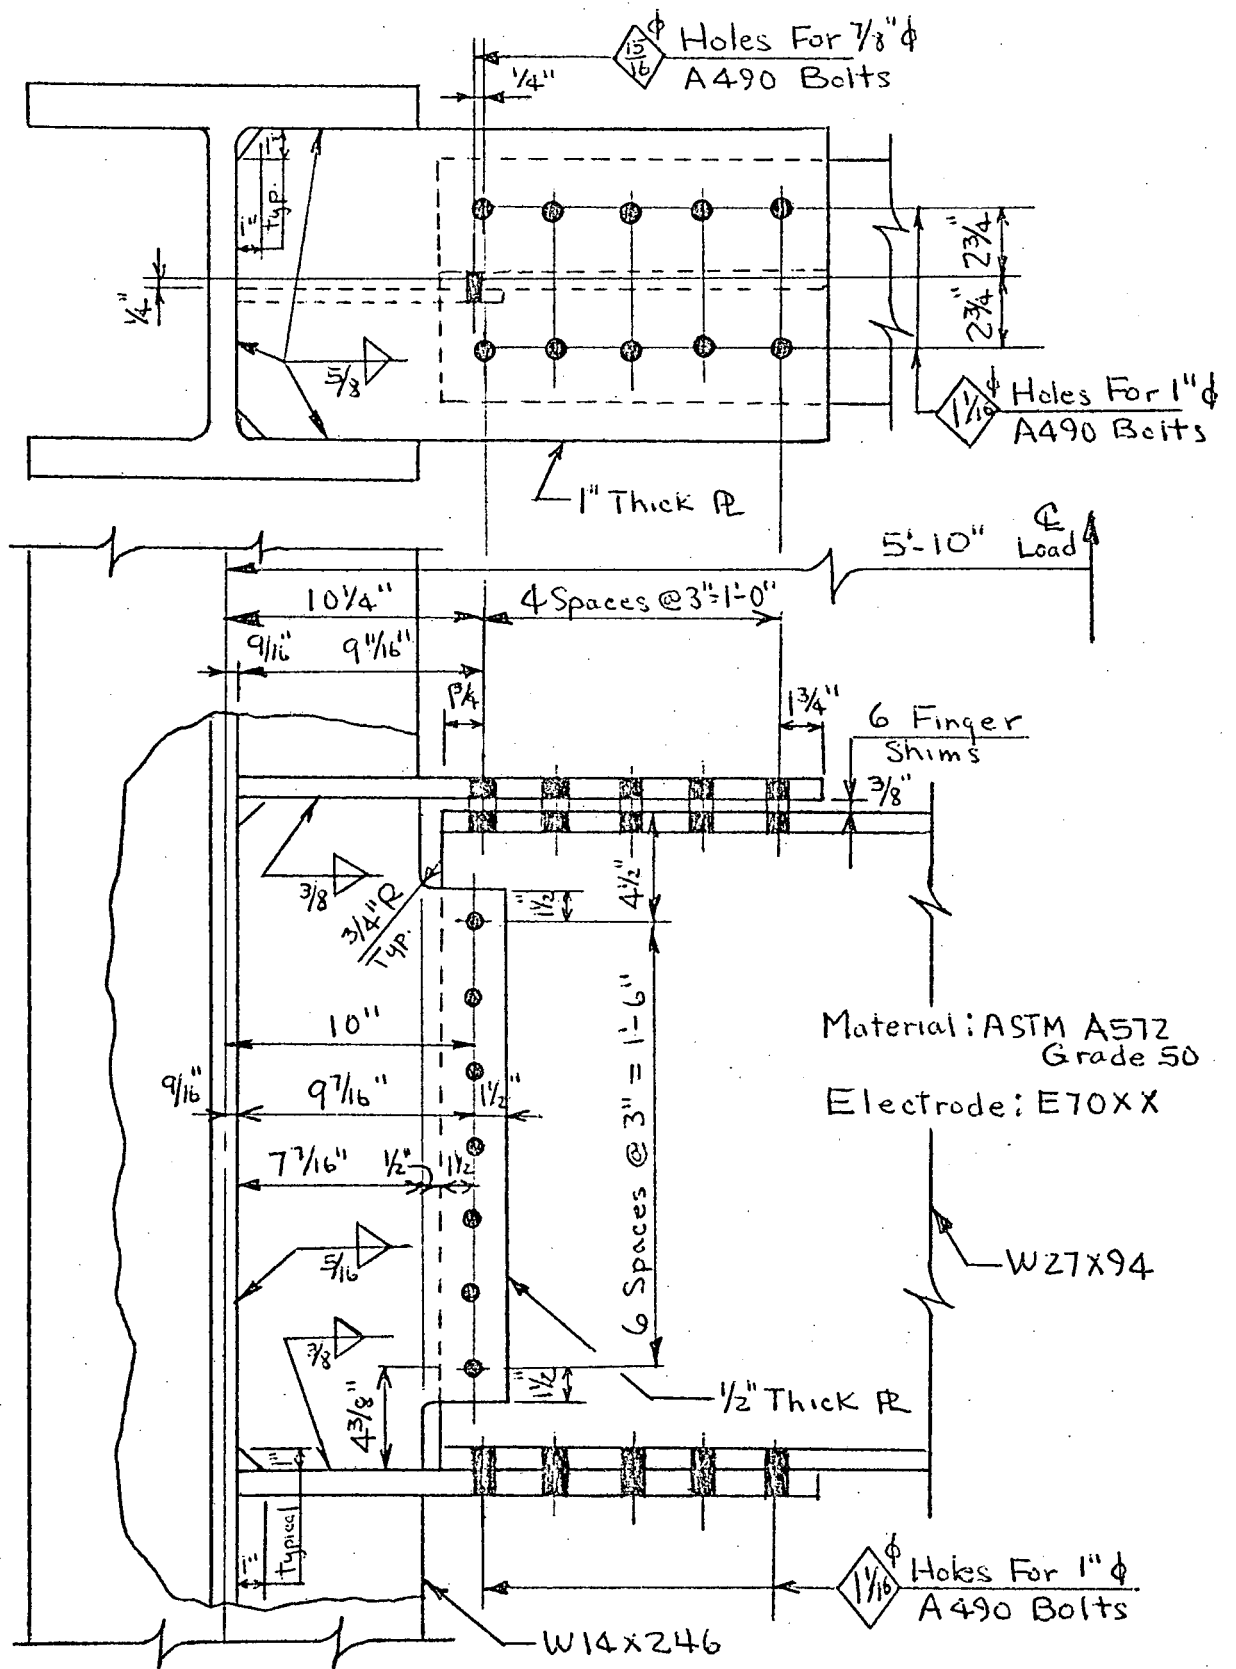 15/16 ϕ Holes For 7/8" ϕ
A490 Bolts
1/4"
1"
1"
Typ.
2 3/4"
2 3/4"
1/4"
5/8
1 1/16 ϕ Holes For 1" ϕ
A490 Bolts
1" Thick PL
5'-10"
CL
Load
10 1/4"
4 Spaces @ 3"=1'-0"
9/16"
9 11/16"
1 3/4
1 3/4"
6 Finger
Shims
3/8"
3/8
3/4" R
Typ.
1 1/2"
4 1/2"
10"
6 Spaces @ 3" = 1'-6"
Material: ASTM A572
Grade 50
9/16"
9 7/16"
1 1/2"
Electrode: E70XX
7 7/16"
1/2"
1 1/2
5/16
W27X94
3/8
4 3/8"
1 1/2"
1/2" Thick PL
1"
1"
Typical
1 1/16 ϕ Holes For 1" ϕ
A490 Bolts
W14X246